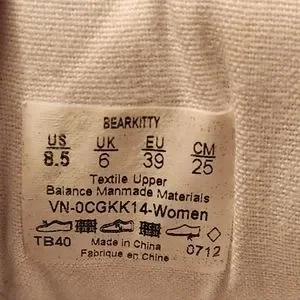 BEARKITTY
US UK EU CM
8.5 6 39 25
Textile Upper
Balance Manmade Materials
VN-0CGKK14-Women
TB40 Made in China 0712
Fabrique en Chine